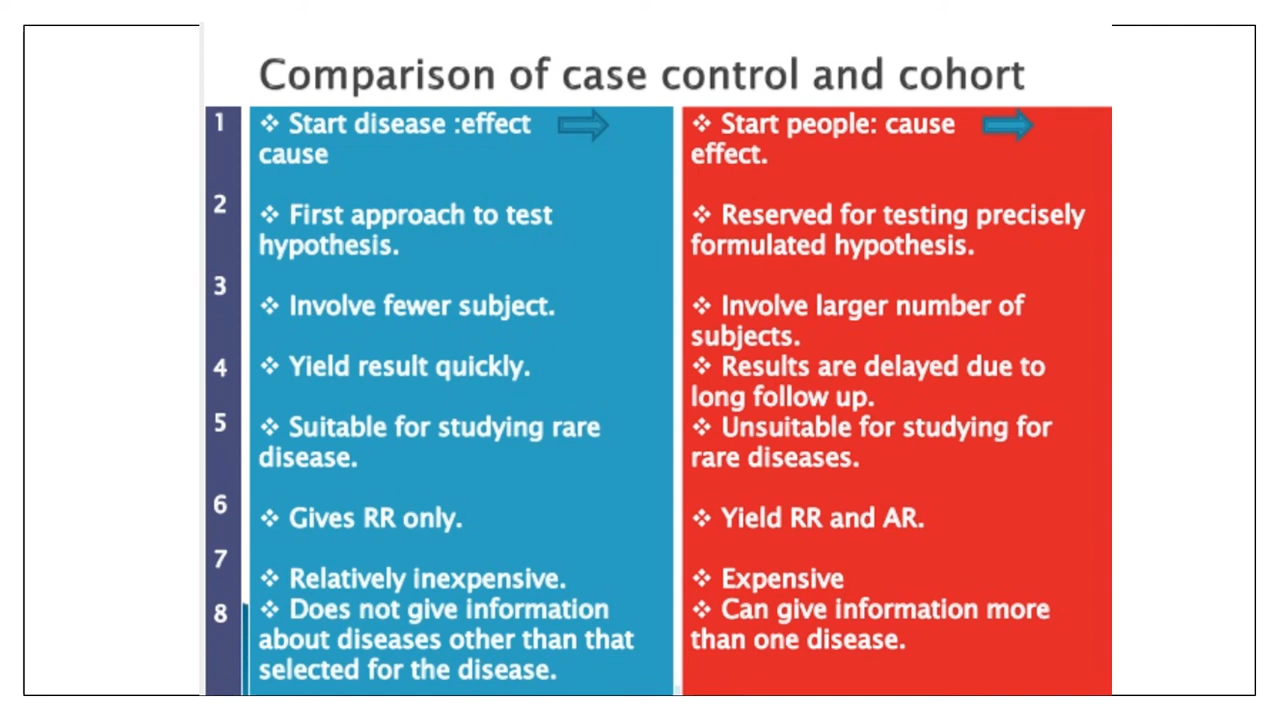 Comparison of case control and cohort
1
❖ Start disease :effect
cause
❖ Start people: cause
effect.
2
❖ First approach to test
hypothesis.
❖ Reserved for testing precisely
formulated hypothesis.
3
❖ Involve fewer subject.
❖ Involve larger number of
subjects.
4
❖ Yield result quickly.
❖ Results are delayed due to
long follow up.
5
❖ Suitable for studying rare
disease.
❖ Unsuitable for studying for
rare diseases.
6
❖ Gives RR only.
❖ Yield RR and AR.
7
❖ Relatively inexpensive.
❖ Expensive
8
❖ Does not give information
about diseases other than that
selected for the disease.
❖ Can give information more
than one disease.